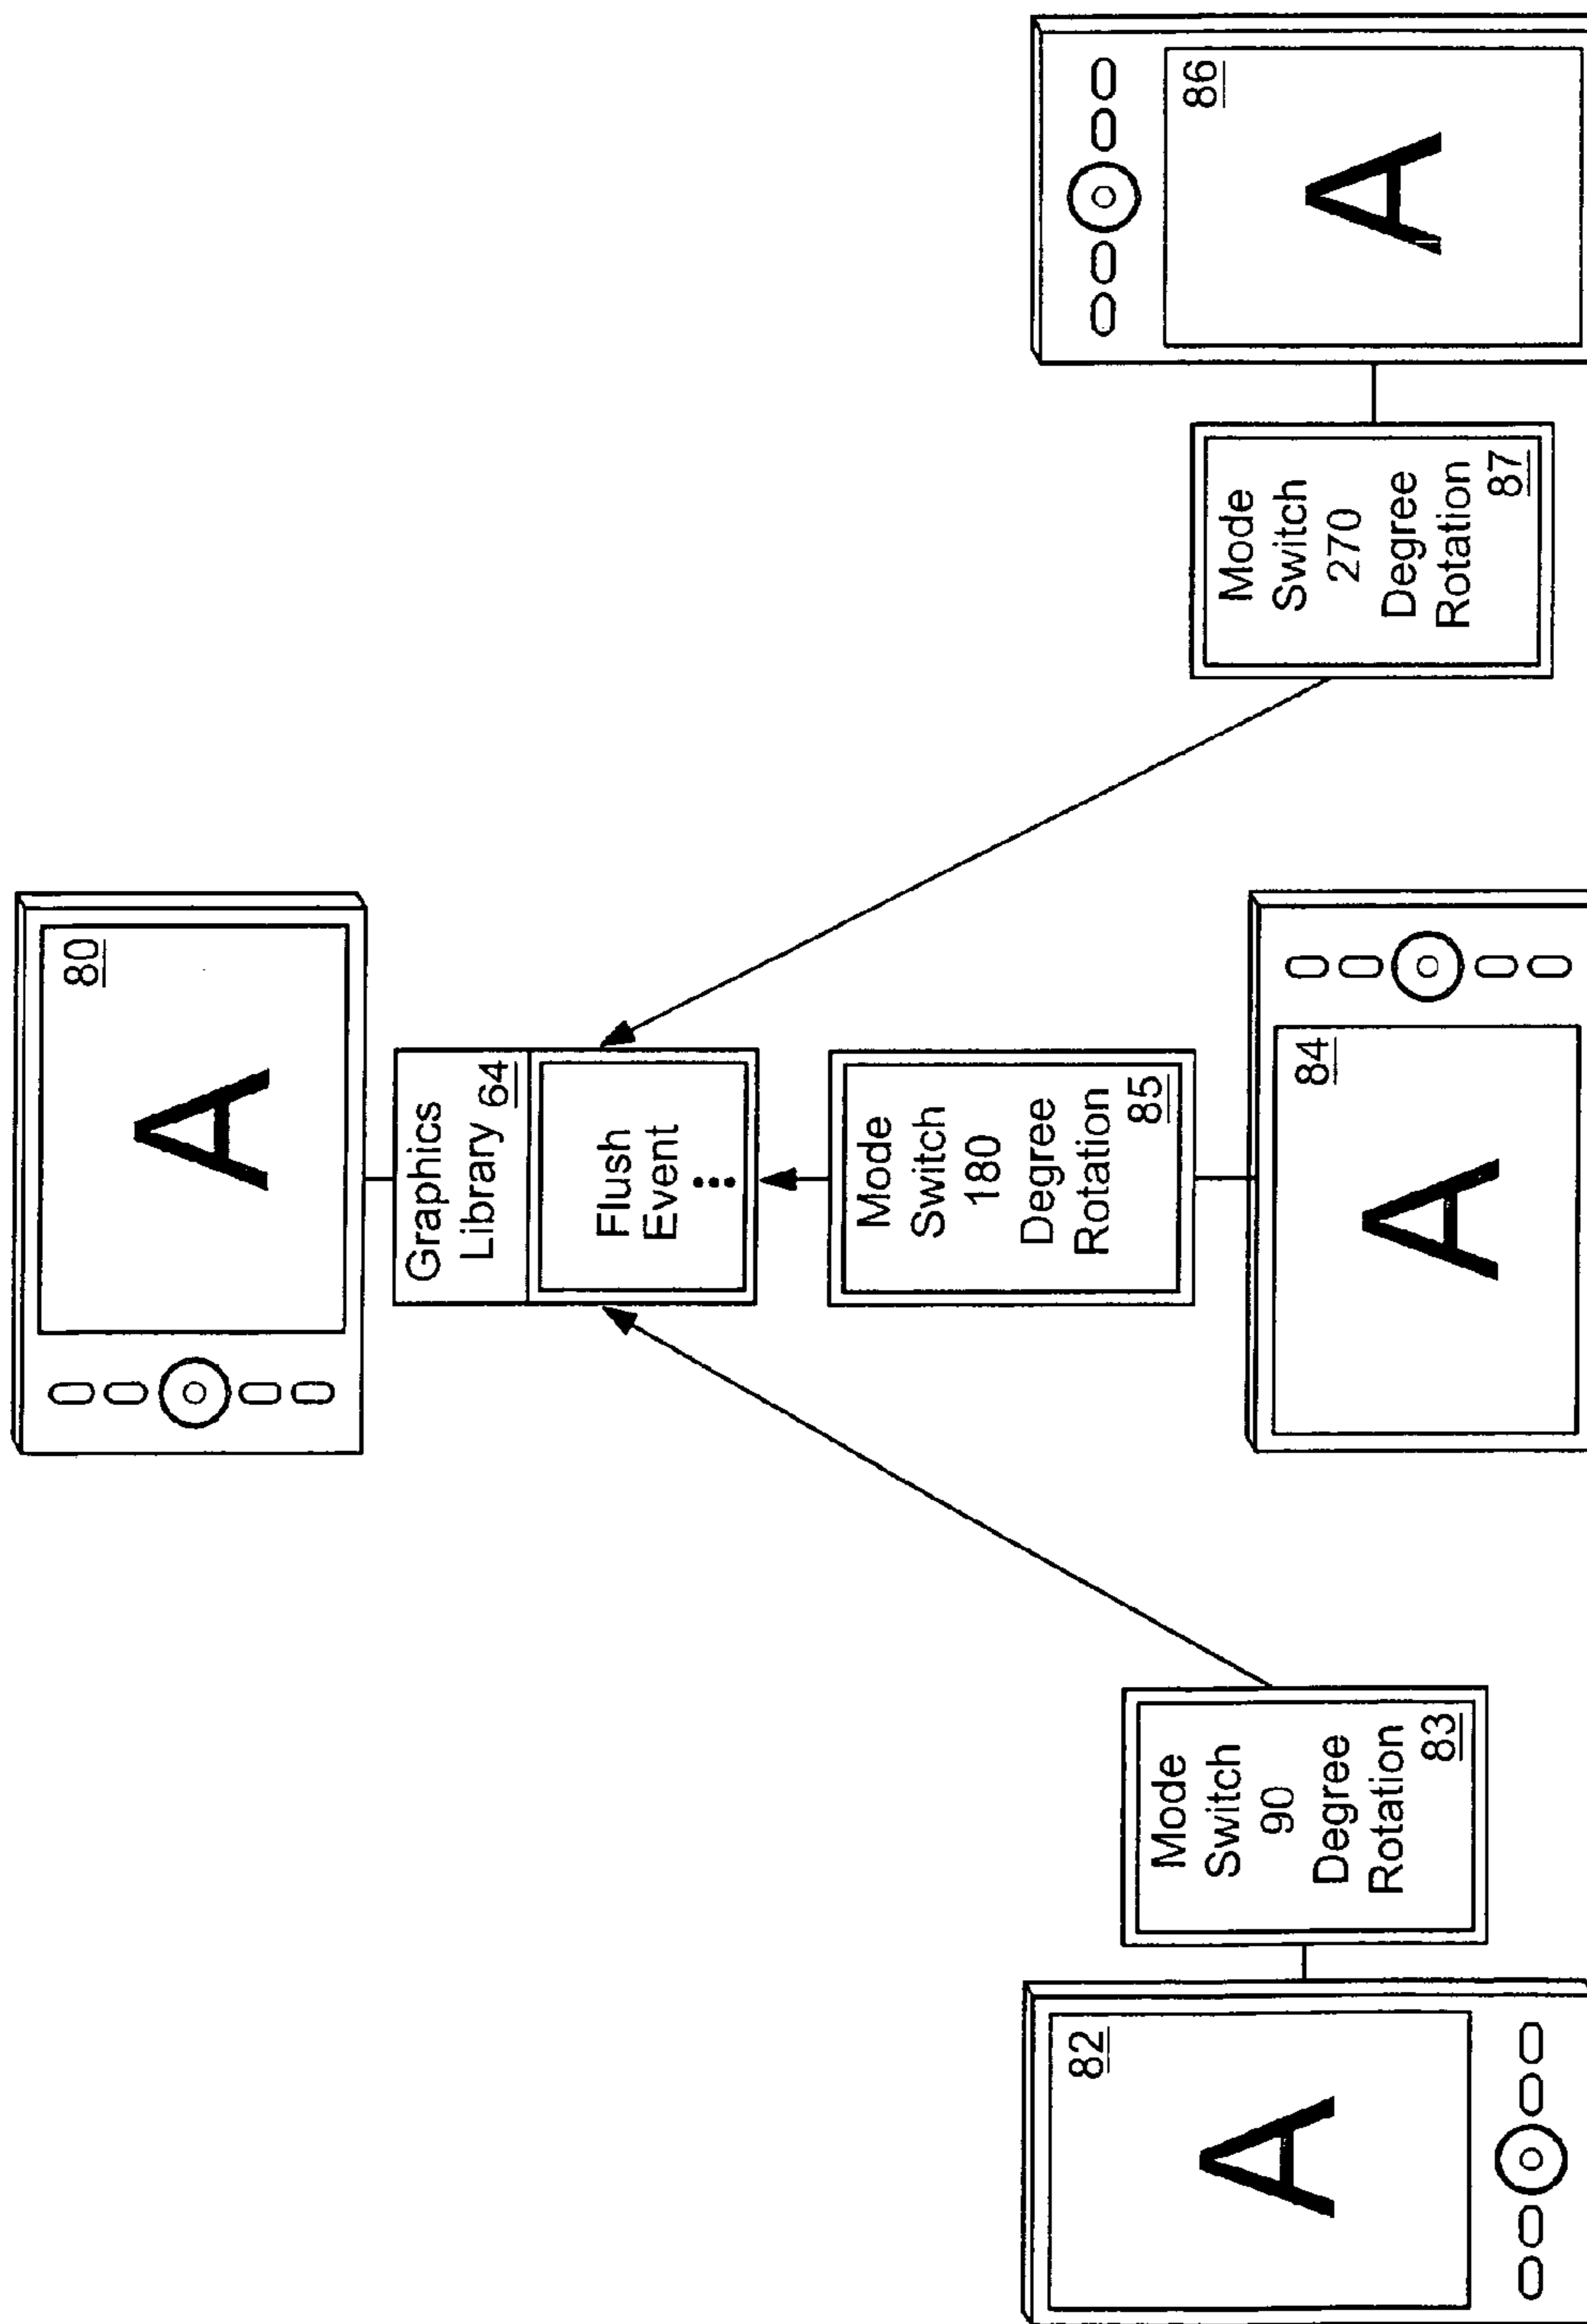 80
A
Graphics
Library 64
Flush
Event
82
A
Mode
Switch
90
Degree
Rotation
83
Mode
Switch
180
Degree
Rotation
85
84
A
Mode
Switch
270
Degree
Rotation
87
86
A